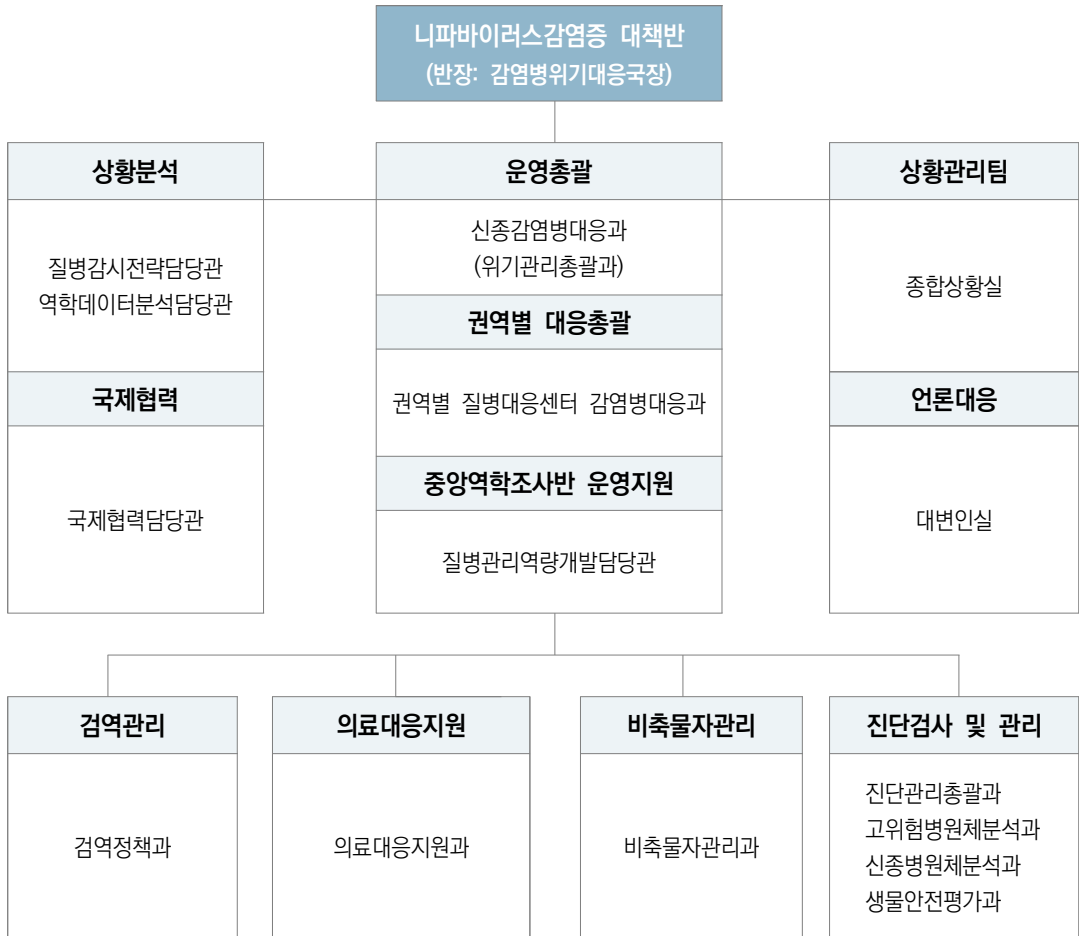 니파바이러스감염증 대책반
(반장: 감염병위기대응국장)
상황분석
질병감시전략담당관
역학데이터분석담당관
국제협력
국제협력담당관
운영총괄
신종감염병대응과
(위기관리총괄과)
권역별 대응총괄
권역별 질병대응센터 감염병대응과
중앙역학조사반 운영지원
질병관리역량개발담당관
상황관리팀
종합상황실
언론대응
대변인실
검역관리
검역정책과
의료대응지원
의료대응지원과
비축물자관리
비축물자관리과
진단검사 및 관리
진단관리총괄과
고위험병원체분석과
신종병원체분석과
생물안전평가과